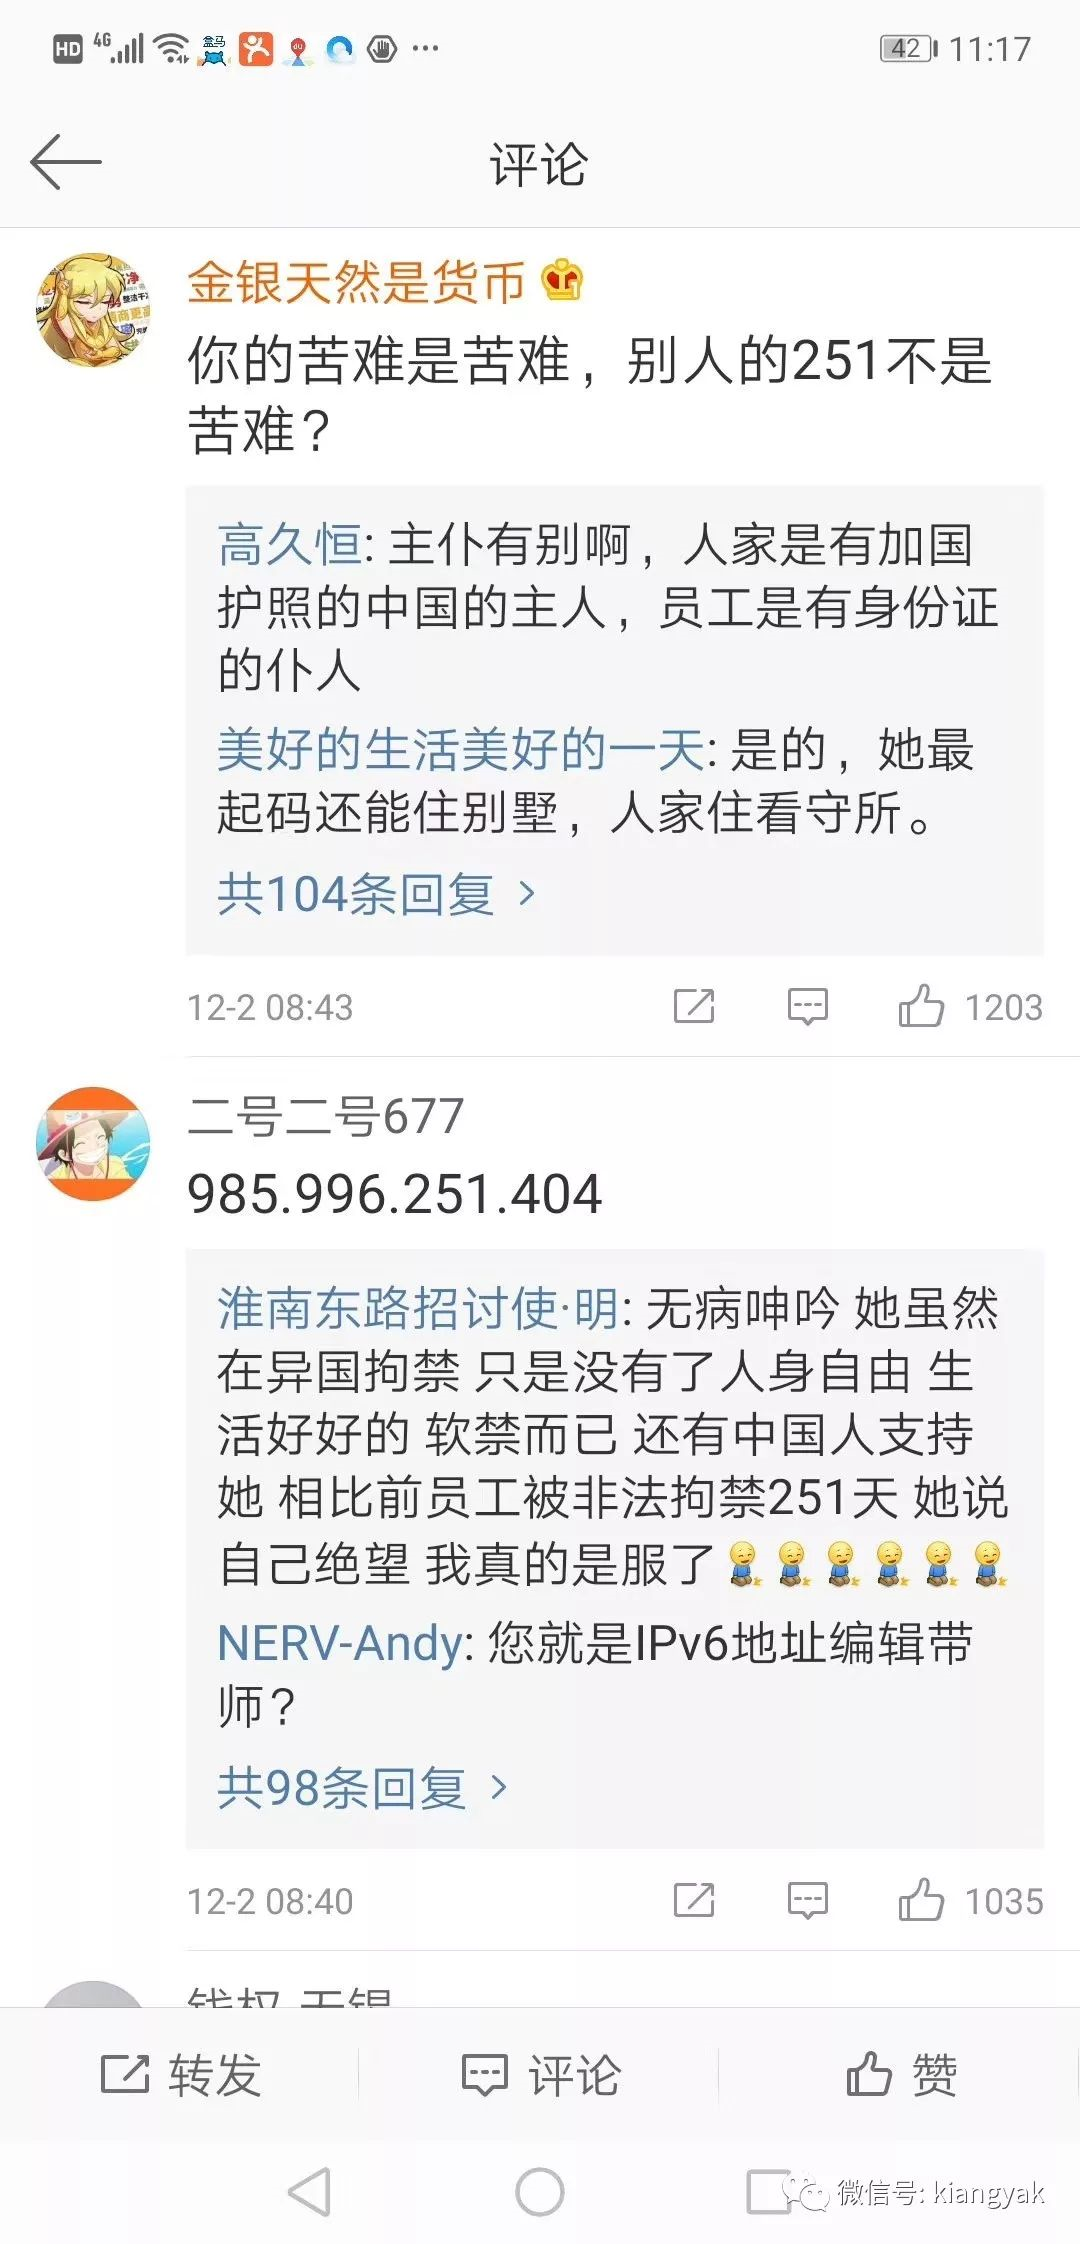 HD 4G 盒马 du 42 11:17
评论
金银天然是货币
你的苦难是苦难，别人的251不是
苦难？
高久恒: 主仆有别啊，人家是有加国
护照的中国的主人，员工是有身份证
的仆人
美好的生活美好的一天: 是的，她最
起码还能住别墅，人家住看守所。
共104条回复 >
12-2 08:43 1203
二号二号677
985.996.251.404
淮南东路招讨使·明: 无病呻吟 她虽然
在异国拘禁 只是没有了人身自由 生
活好好的 软禁而已 还有中国人支持
她 相比前员工被非法拘禁251天 她说
自己绝望 我真的是服了
NERV-Andy: 您就是IPv6地址编辑带
师？
共98条回复 >
12-2 08:40 1035
转发 评论 赞
微信号: kiangyak